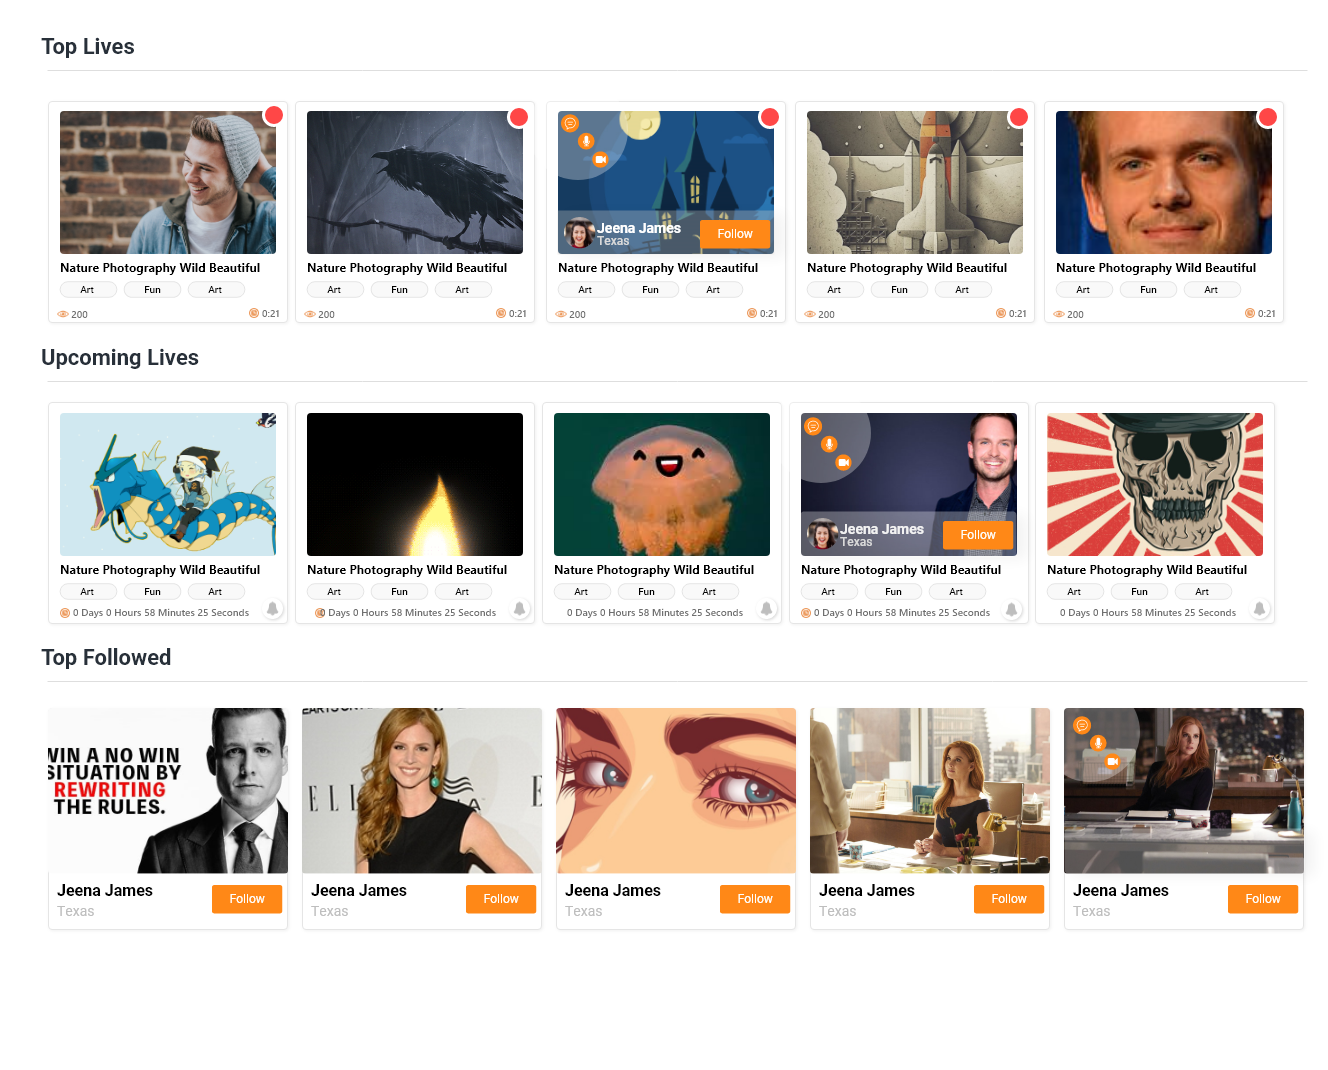 Top Lives
Jeena James
Texas
Follow
Nature Photography Wild Beautiful
Nature Photography Wild Beautiful
Nature Photography Wild Beautiful
Nature Photography Wild Beautiful
Nature Photography Wild Beautiful
Art Fun Art
Art Fun Art
Art Fun Art
Art Fun Art
Art Fun Art
200 0:21
200 0:21
200 0:21
200 0:21
200 0:21
Upcoming Lives
Jeena James
Texas
Follow
Nature Photography Wild Beautiful
Nature Photography Wild Beautiful
Nature Photography Wild Beautiful
Nature Photography Wild Beautiful
Nature Photography Wild Beautiful
Art Fun Art
Art Fun Art
Art Fun Art
Art Fun Art
Art Fun Art
0 Days 0 Hours 58 Minutes 25 Seconds
0 Days 0 Hours 58 Minutes 25 Seconds
0 Days 0 Hours 58 Minutes 25 Seconds
0 Days 0 Hours 58 Minutes 25 Seconds
0 Days 0 Hours 58 Minutes 25 Seconds
Top Followed
WIN A NO WIN
SITUATION BY
REWRITING
THE RULES.
ELL
E
Jeena James
Texas
Follow
Jeena James
Texas
Follow
Jeena James
Texas
Follow
Jeena James
Texas
Follow
Jeena James
Texas
Follow